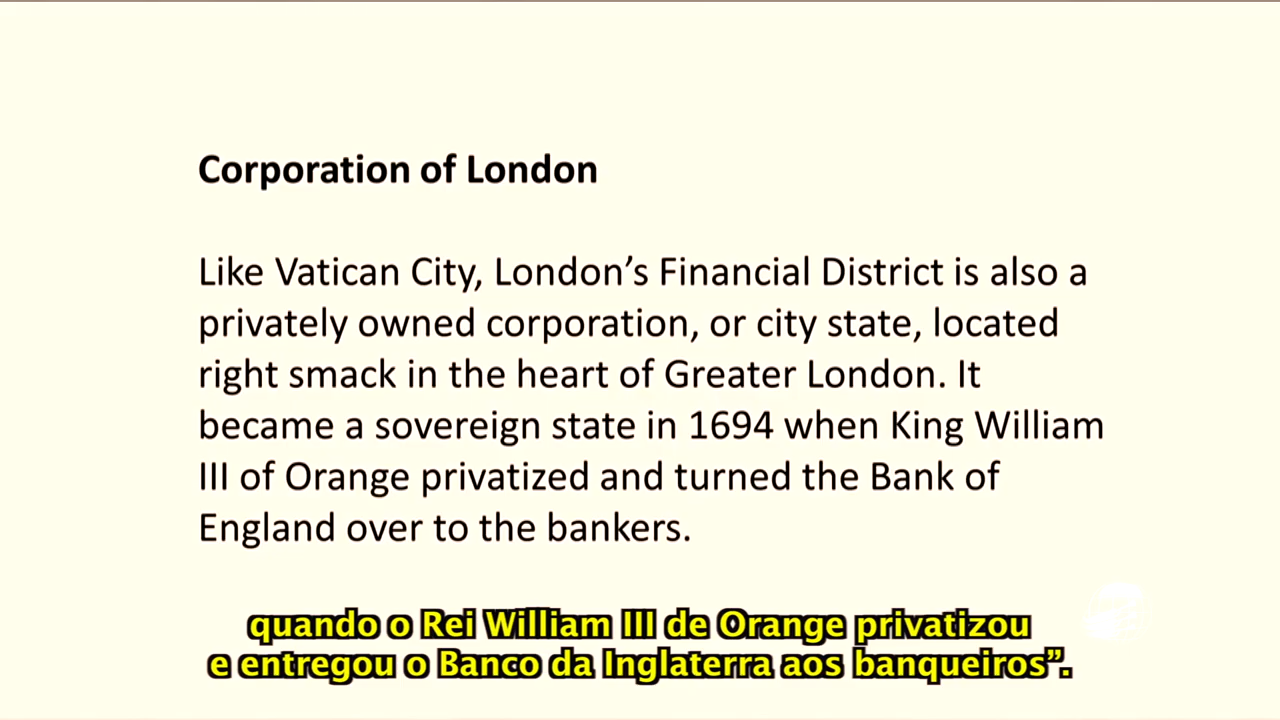 Corporation of London
Like Vatican City, London’s Financial District is also a
privately owned corporation, or city state, located
right smack in the heart of Greater London. It
became a sovereign state in 1694 when King William
III of Orange privatized and turned the Bank of
England over to the bankers.
quando o Rei William III de Orange privatizou
e entregou o Banco da Inglaterra aos banqueiros”.